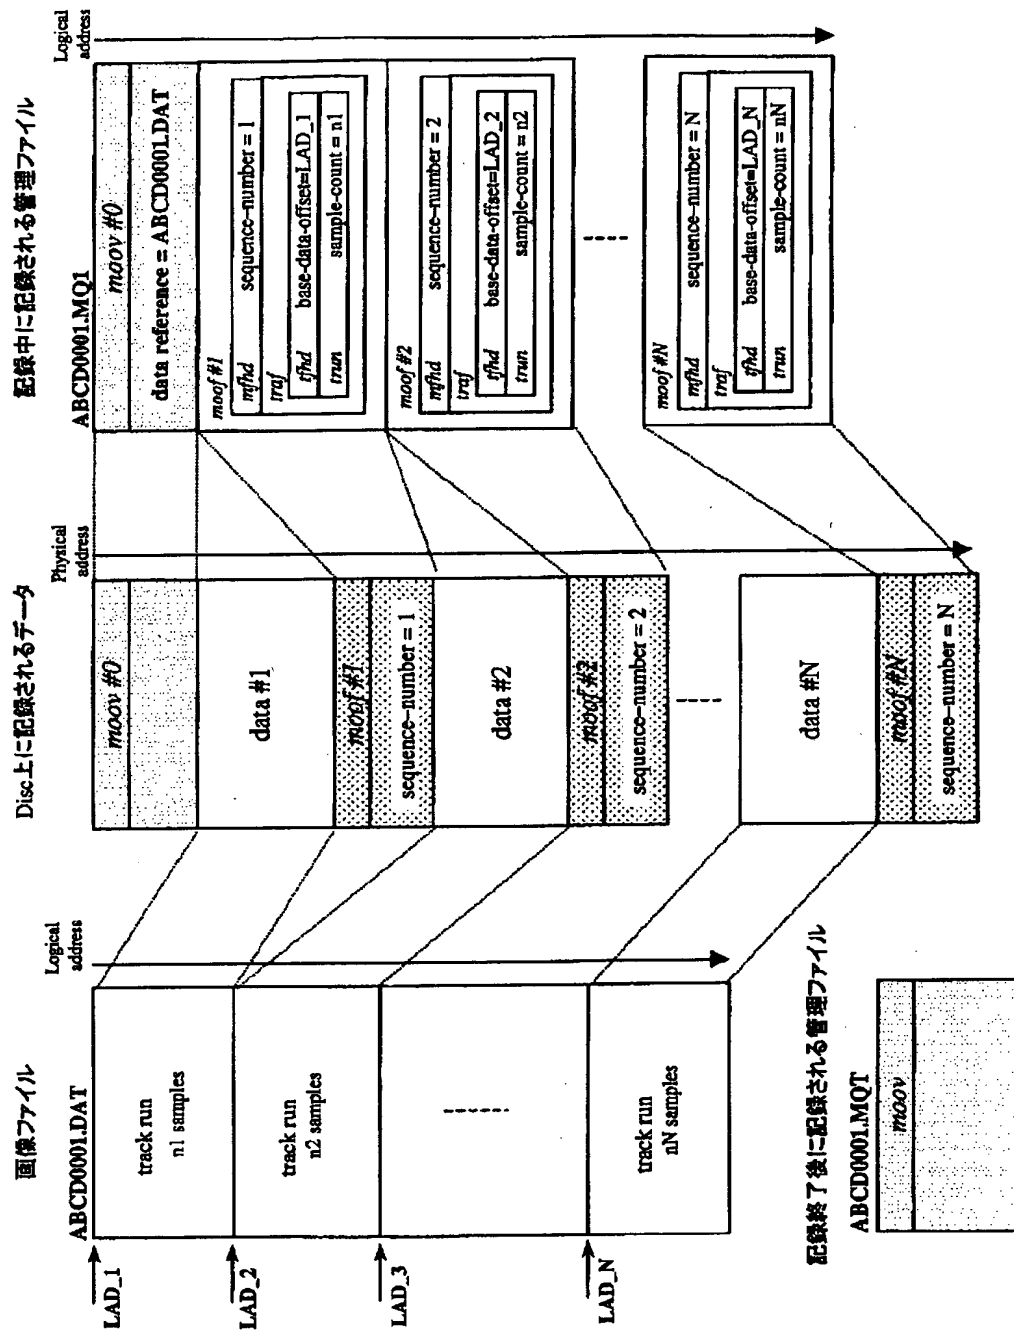 画像ファイル
ABCD0001.DAT
Logical
address
track run
n1 samples
track run
n2 samples
track run
nN samples
LAD_1
LAD_2
LAD_3
LAD_N
Disc上に記録されるデータ
Physical
address
moov #0
data #1
moof #1
sequence-number = 1
data #2
moof #2
sequence-number = 2
data #N
moof #N
sequence-number = N
記録中に記録される管理ファイル
ABCD0001.MQ1
Logical
address
moov #0
data reference = ABCD0001.DAT
moof #1
mfhd sequence-number = 1
traf
tfhd base-data-offset=LAD_1
trun sample-count = n1
moof #2
mfhd sequence-number = 2
traf
tfhd base-data-offset=LAD_2
trun sample-count = n2
moof #N
mfhd sequence-number = N
traf
tfhd base-data-offset=LAD_N
trun sample-count = nN
記録終了後に記録される管理ファイル
ABCD0001.MQT
moov